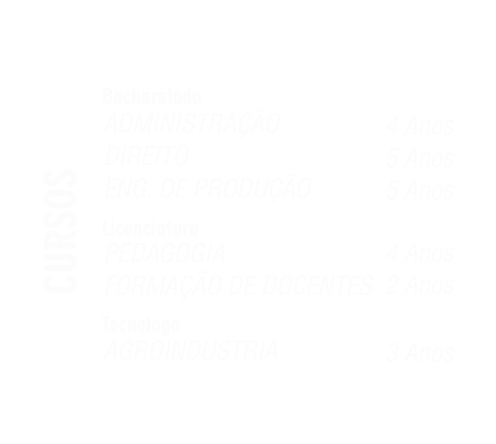 CURSOS
Bacharelado
ADMINISTRAÇÃO 4 Anos
DIREITO 5 Anos
ENG. DE PRODUÇÃO 5 Anos
Licenciatura
PEDAGOGIA 4 Anos
FORMAÇÃO DE DOCENTES 2 Anos
Tecnólogo
AGROINDUSTRIA 3 Anos